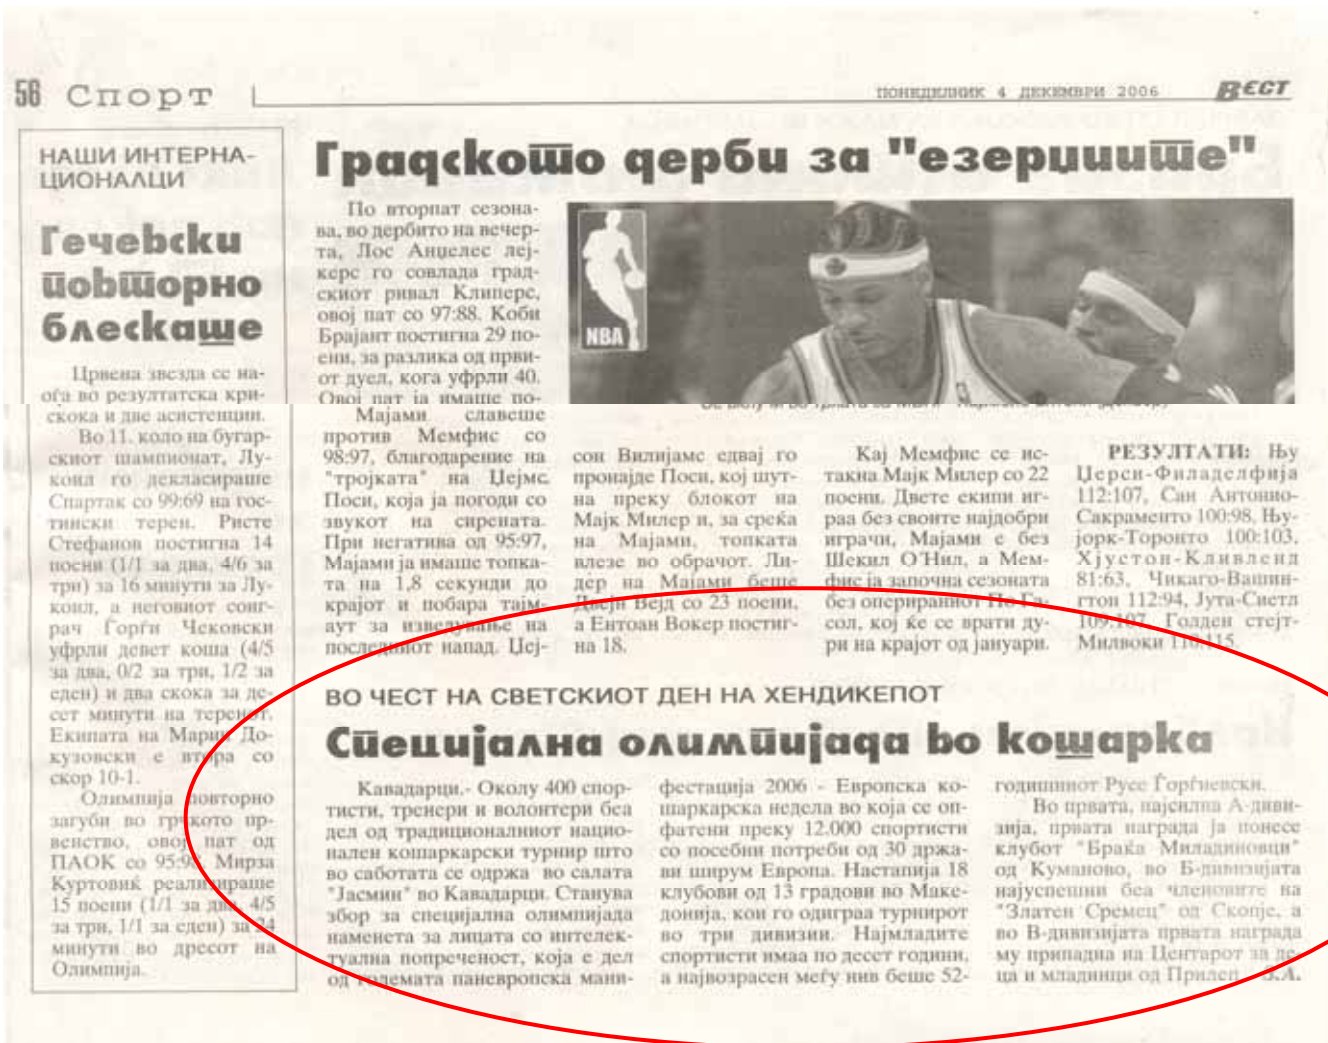 56 Спорт
ПОНЕДЕЛНИК 4 ДЕКЕМВРИ 2006
ВЕСТ
НАШИ ИНТЕРНА-
ЦИОНАЛЦИ
Гечевски
повторно
блескаше
Црвена звезда се на-
оѓа во резултатска кри-
скока и две асистенции.
Во 11. коло на бугар-
скиот шампионат, Лу-
коил го декласираше
Спартак со 99:69 на гос-
тински терен. Ристе
Стефанов постигна 14
поени (1/1 за два, 4/6 за
три) за 16 минути за Лу-
коил, а неговиот соиг-
рач Ѓорѓи Чековски
уфрли девет коша (4/5
за два, 0/2 за три, 1/2 за
еден) и два скока за де-
сет минути на теренот.
Екипата на Марин До-
кузовски е втора со
скор 10-1.
Олимпија повторно
загуби во грчкото пр-
венство, овој пат од
ПАОК со Мирза
Куртовиќ реализираше
15 поени (1/1 за два, 4/5
за три, 1/1 за еден) за 24
минути во дресот на
Олимпија.
Градското дерби за "езерциите"
По вторпат сезона-
ва, во дербито на вечер-
та, Лос Анџелес леј-
керс го совлада град-
скиот ривал Клиперс,
овој пат со 97:88. Коби
Брајант постигна 29 по-
ени, за разлика од први-
от дуел, кога уфрли 40.
Овој пат ја имаше по-
NBA
Мајами славеше
против Мемфис со
98:97, благодарение на
"тројката" на Џејмс
Поси, која ја погоди со
звукот на сирената.
При негатива од 95:97,
Мајами ја имаше топка-
та на 1,8 секунди до
крајот и побара тајм-
аут за изведување на
последниот напад. Џеј-
сон Вилијамс едвај го
пронајде Поси, кој шут-
на преку блокот на
Мајк Милер и, за среќа
на Мајами, топката
влезе во обрачот. Ли-
дер на Мајами беше
Двејн Вејд со 23 поени,
а Ентоан Вокер постиг-
на 18.
Кај Мемфис се ис-
такна Мајк Милер со 22
поени. Двете екипи иг-
раа без своите најдобри
играчи, Мајами е без
Шекил О'Нил, а Мем-
фис ја започна сезоната
без оперираниот По Га-
сол, кој ќе се врати ду-
ри на крајот од јануари.
РЕЗУЛТАТИ: Њу
Џерси-Филаделфија
112:107, Сан Антонио-
Сакраменто 100:98, Њу-
јорк-Торонто 100:103,
Хјустон-Кливленд
81:63, Чикаго-Вашин-
гтон 112:94, Јута-Сиетл
109:107, Голден стејт-
Милвоки 110:115.
ВО ЧЕСТ НА СВЕТСКИОТ ДЕН НА ХЕНДИКЕПОТ
Специјална олимпијада во кошарка
Кавадарци.- Околу 400 спор-
тисти, тренери и волонтери беа
дел од традиционалниот нацио-
нален кошаркарски турнир што
во саботата се одржа во салата
"Јасмин" во Кавадарци. Станува
збор за специјална олимпијада
наменета за лицата со интелек-
туална попреченост, која е дел
од големата паневропска мани-
фестација 2006 - Европска ко-
шаркарска недела во која се оп-
фатени преку 12.000 спортисти
со посебни потреби од 30 држа-
ви ширум Европа. Настапија 18
клубови од 13 градови во Маке-
донија, кои го одиграа турнирот
во три дивизии. Најмладите
спортисти имаа по десет години,
а највозрасен меѓу нив беше 52-
годишниот Русе Ѓорѓиевски.
Во првата, најсилна А-диви-
зија, првата награда ја понесе
клубот "Браќа Миладиновци"
од Куманово, во Б-дивизијата
најуспешни беа членовите на
"Златен Сремец" од Скопје, а
во В-дивизијата првата награда
му припадна на Центарот за де-
ца и младинци од Прилеп З.А.